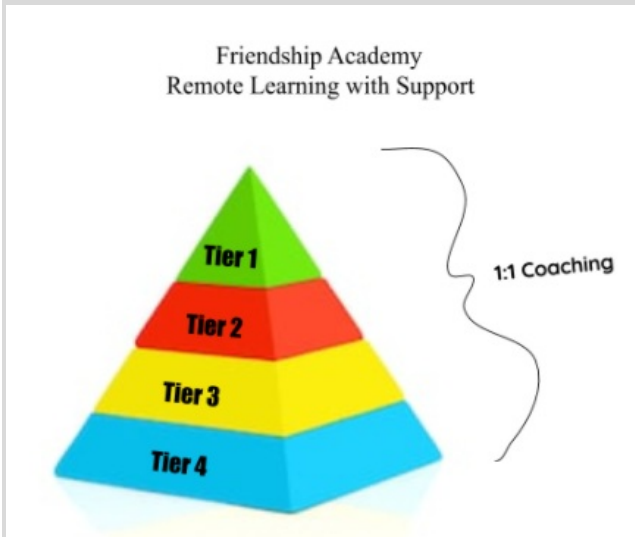 Friendship Academy
Remote Learning with Support
Tier 1
1:1 Coaching
Tier 2
Tier 3
Tier 4